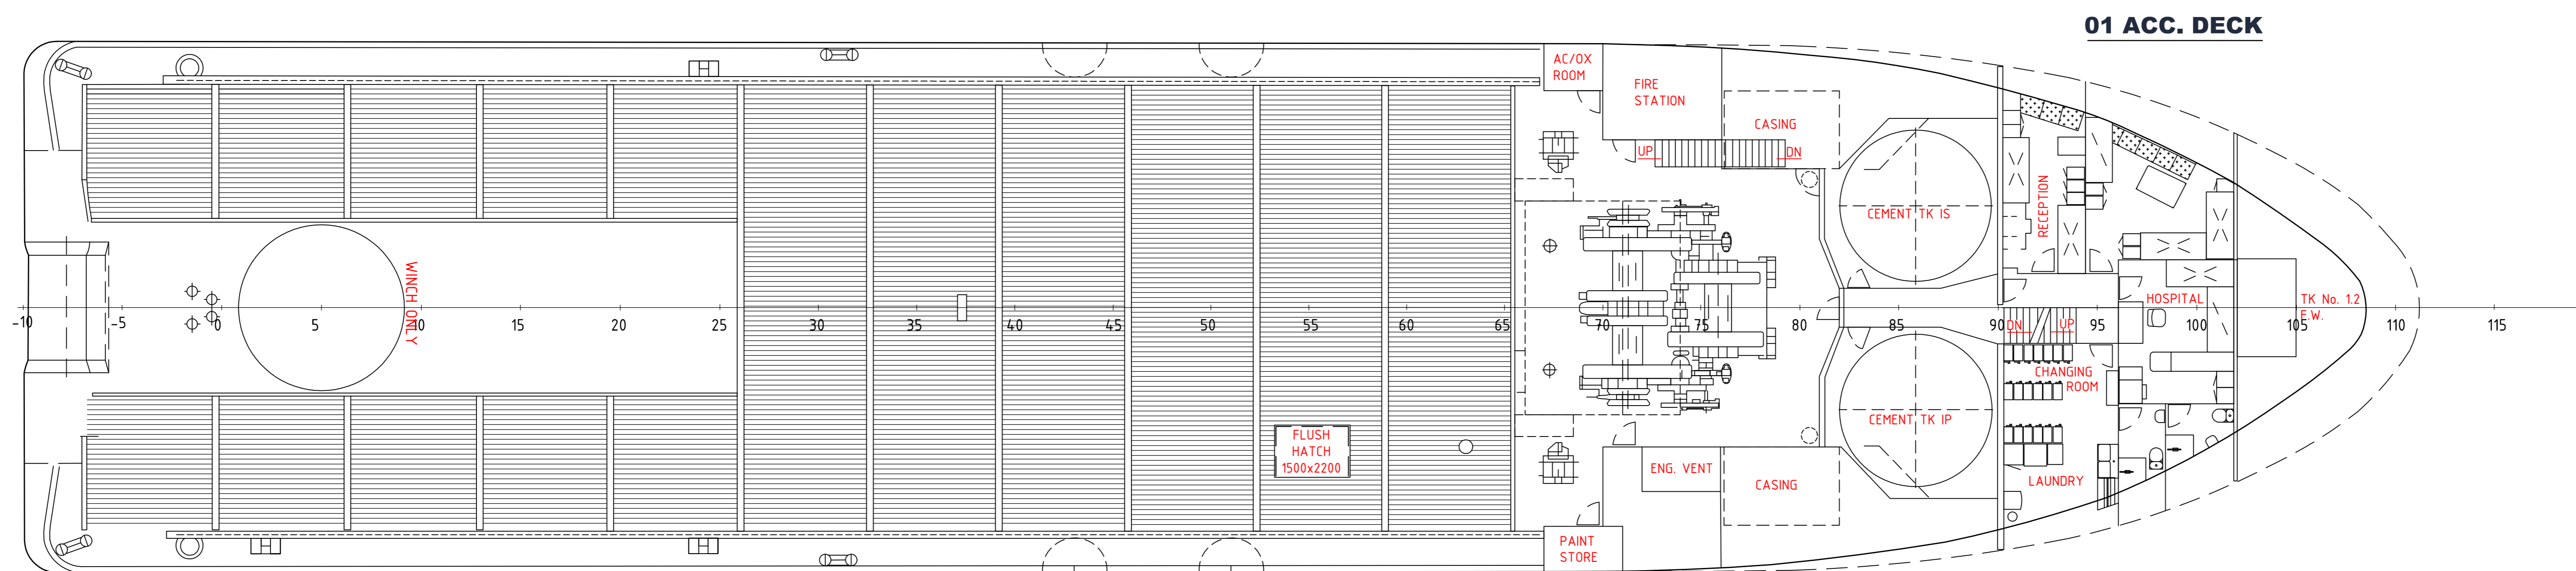 01 ACC. DECK
AC/OX
ROOM
FIRE
STATION
CASING
UP
DN
CEMENT TK IS
RECEPTION
WINCH ONLY
HOSPITAL
TK No. 1.2
E.W.
-10
-5
0
5
10
15
20
25
30
35
40
45
50
55
60
65
70
75
80
85
90
95
100
105
110
115
DN
UP
CHANGING
ROOM
CEMENT TK IP
FLUSH
HATCH
1500x2200
ENG. VENT
CASING
LAUNDRY
PAINT
STORE